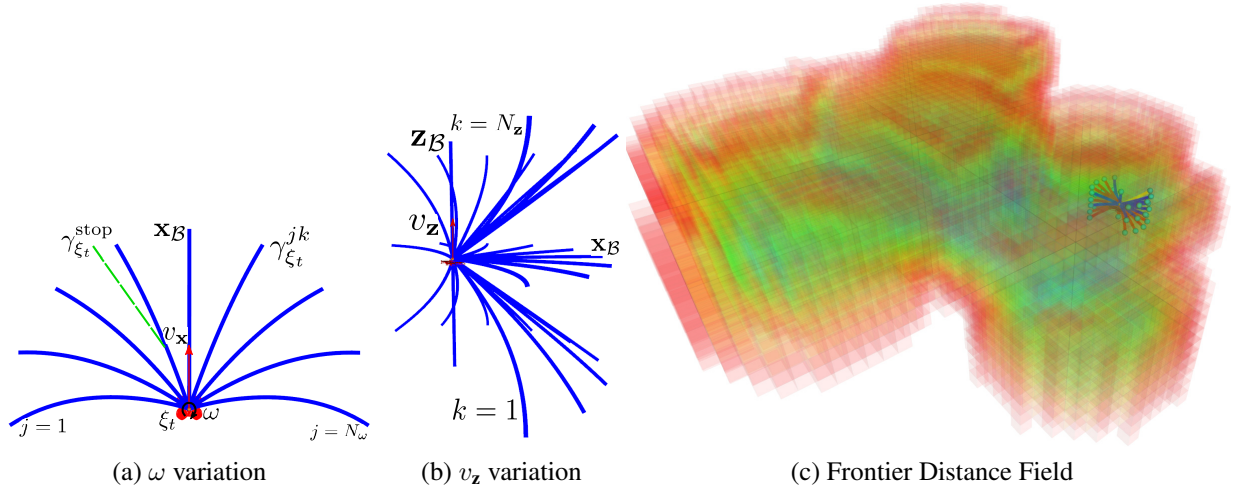 γ_{ξ_t}^{stop}
x_B
γ_{ξ_t}^{jk}
v_x
j = 1
ξ_t
ω
j = N_ω
z_B
k = N_z
v_z
x_B
k = 1
(a) ω variation
(b) v_z variation
(c) Frontier Distance Field